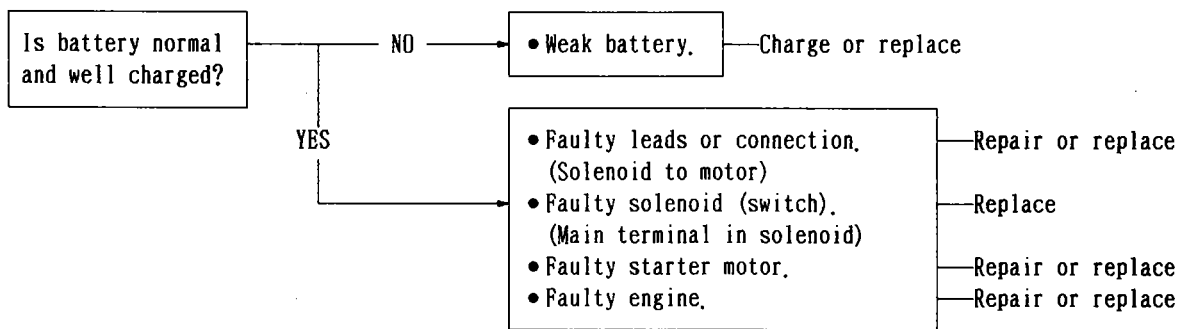 Is battery normal
and well charged?
NO
● Weak battery.
Charge or replace
YES
● Faulty leads or connection.
(Solenoid to motor)
Repair or replace
● Faulty solenoid (switch).
(Main terminal in solenoid)
Replace
● Faulty starter motor.
Repair or replace
● Faulty engine.
Repair or replace